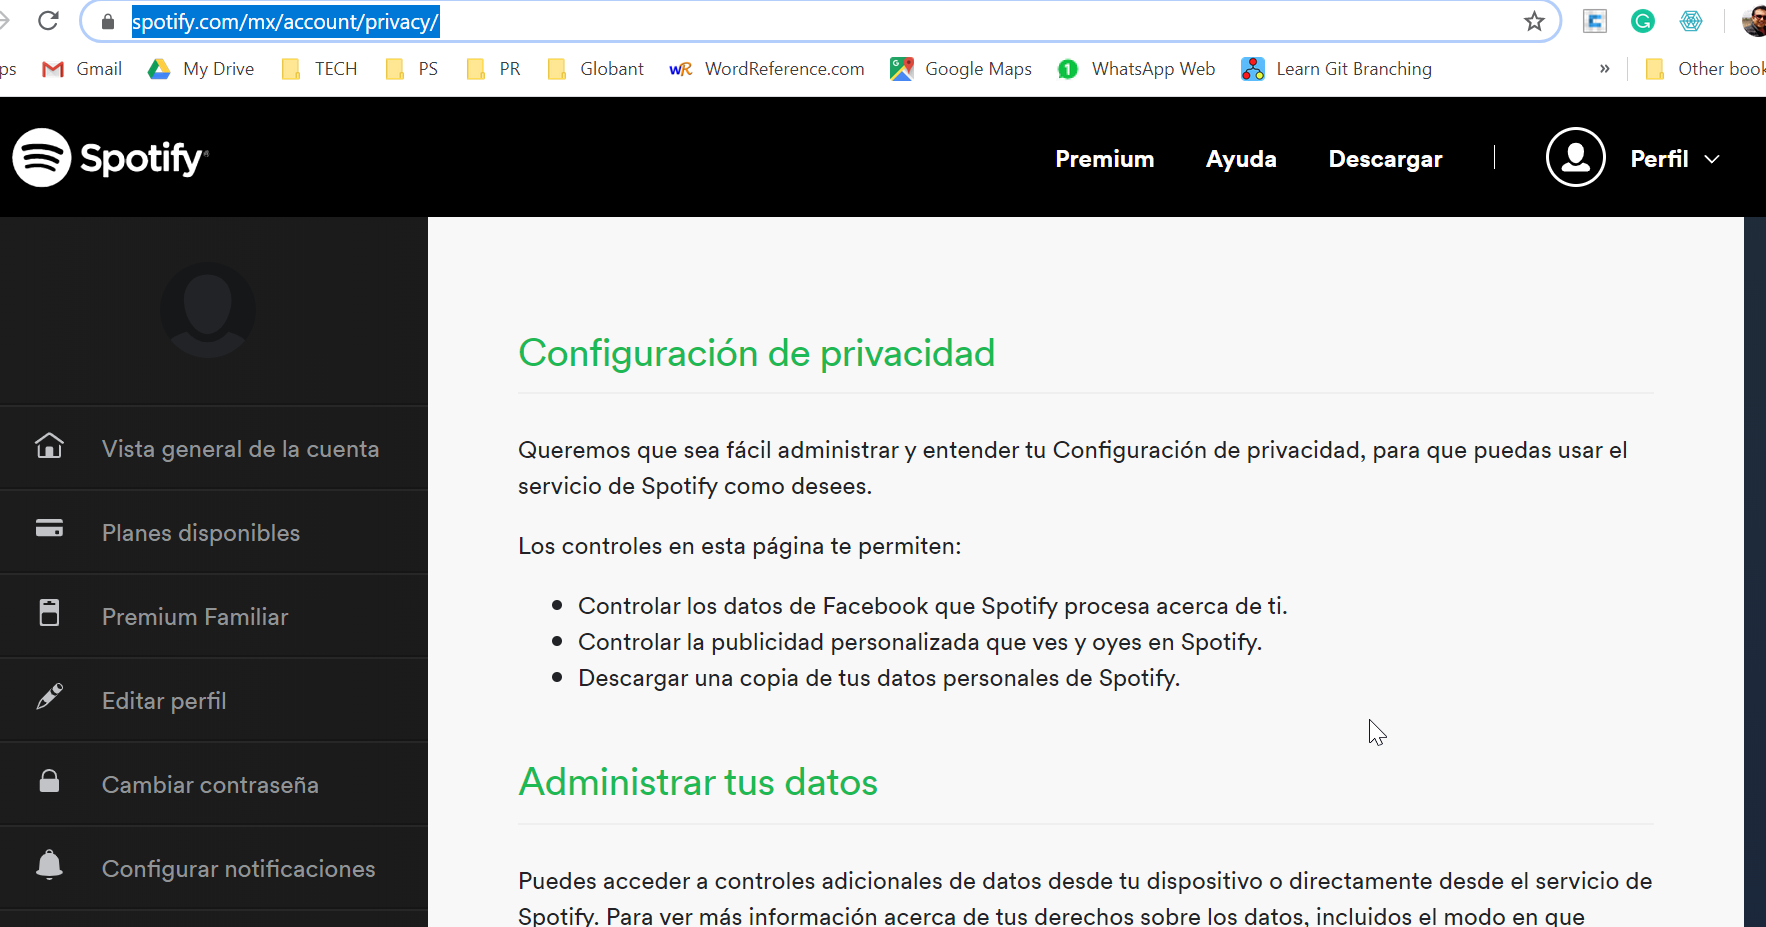 spotify.com/mx/account/privacy/
ps Gmail My Drive TECH PS PR Globant WordReference.com Google Maps 1 WhatsApp Web Learn Git Branching » Other book
Spotify
Premium Ayuda Descargar Perfil
Vista general de la cuenta
Planes disponibles
Premium Familiar
Editar perfil
Cambiar contraseña
Configurar notificaciones
Configuración de privacidad
Queremos que sea fácil administrar y entender tu Configuración de privacidad, para que puedas usar el
servicio de Spotify como desees.
Los controles en esta página te permiten:
• Controlar los datos de Facebook que Spotify procesa acerca de ti.
• Controlar la publicidad personalizada que ves y oyes en Spotify.
• Descargar una copia de tus datos personales de Spotify.
Administrar tus datos
Puedes acceder a controles adicionales de datos desde tu dispositivo o directamente desde el servicio de
Spotify. Para ver más información acerca de tus derechos sobre los datos, incluidos el modo en que